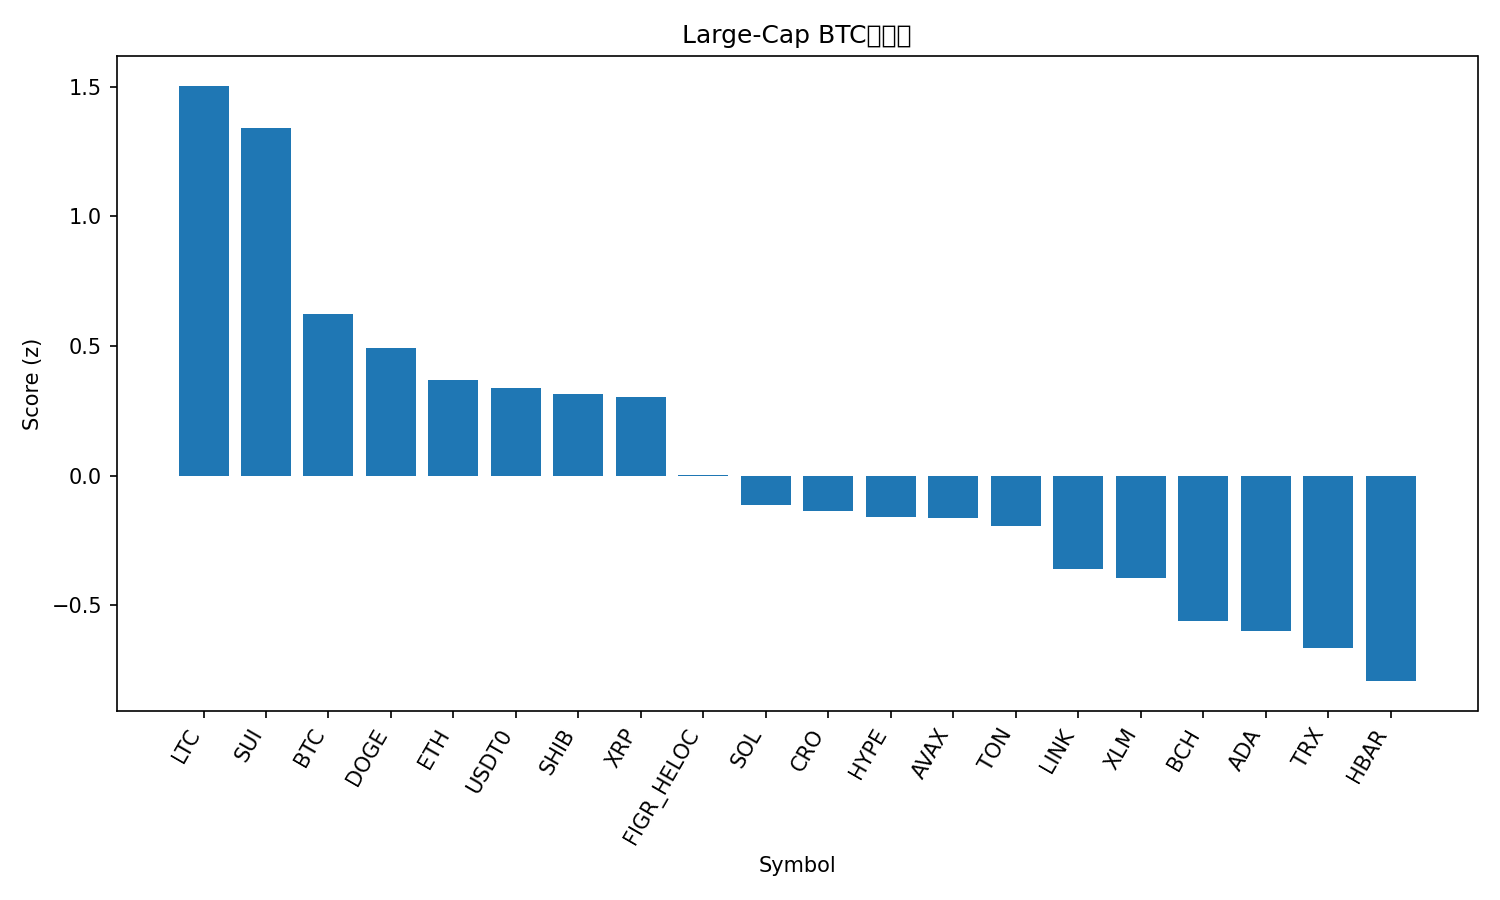 Large-Cap BTC
1.5
1.0
0.5
0.0
−0.5
Score (z)
LTC
SUI
BTC
DOGE
ETH
USDT0
SHIB
XRP
FIGR_HELOC
SOL
CRO
HYPE
AVAX
TON
LINK
XLM
BCH
ADA
TRX
HBAR
Symbol